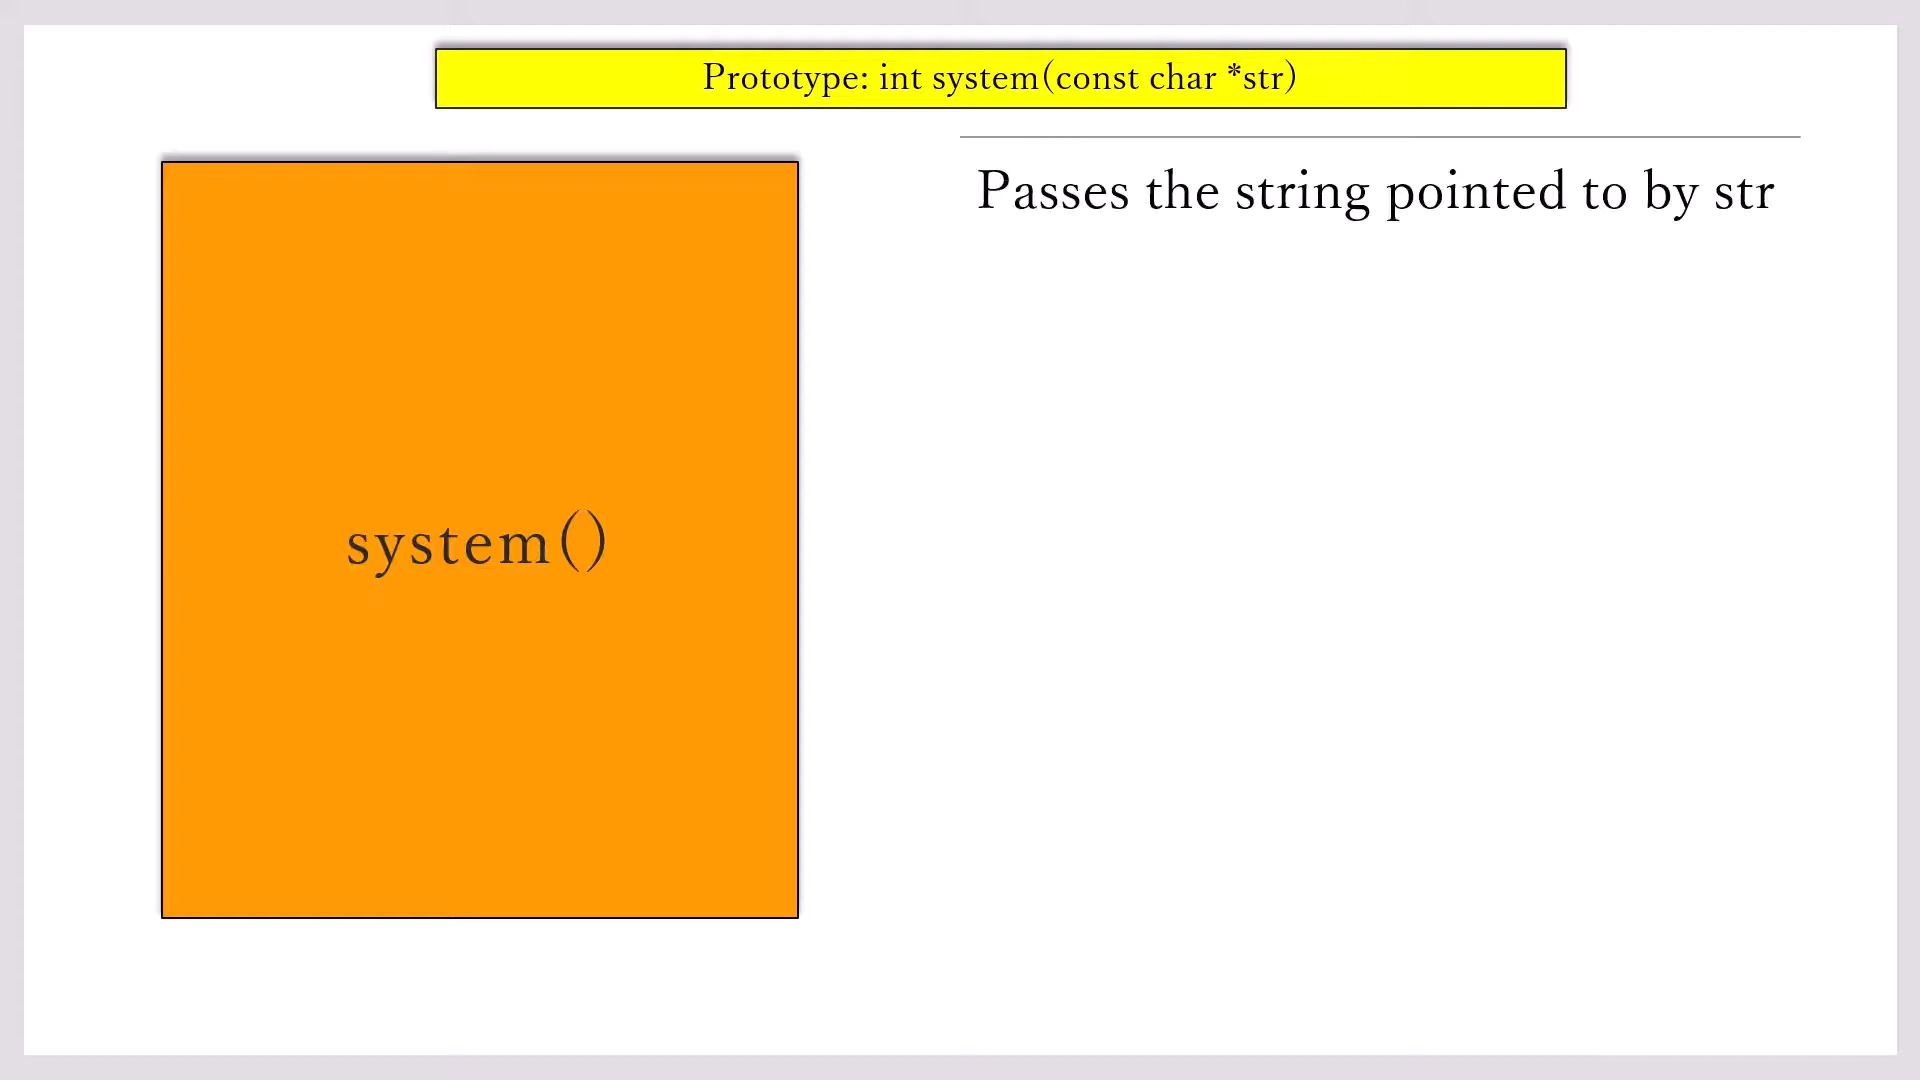 Prototype: int system(const char *str)
Passes the string pointed to by str
system()